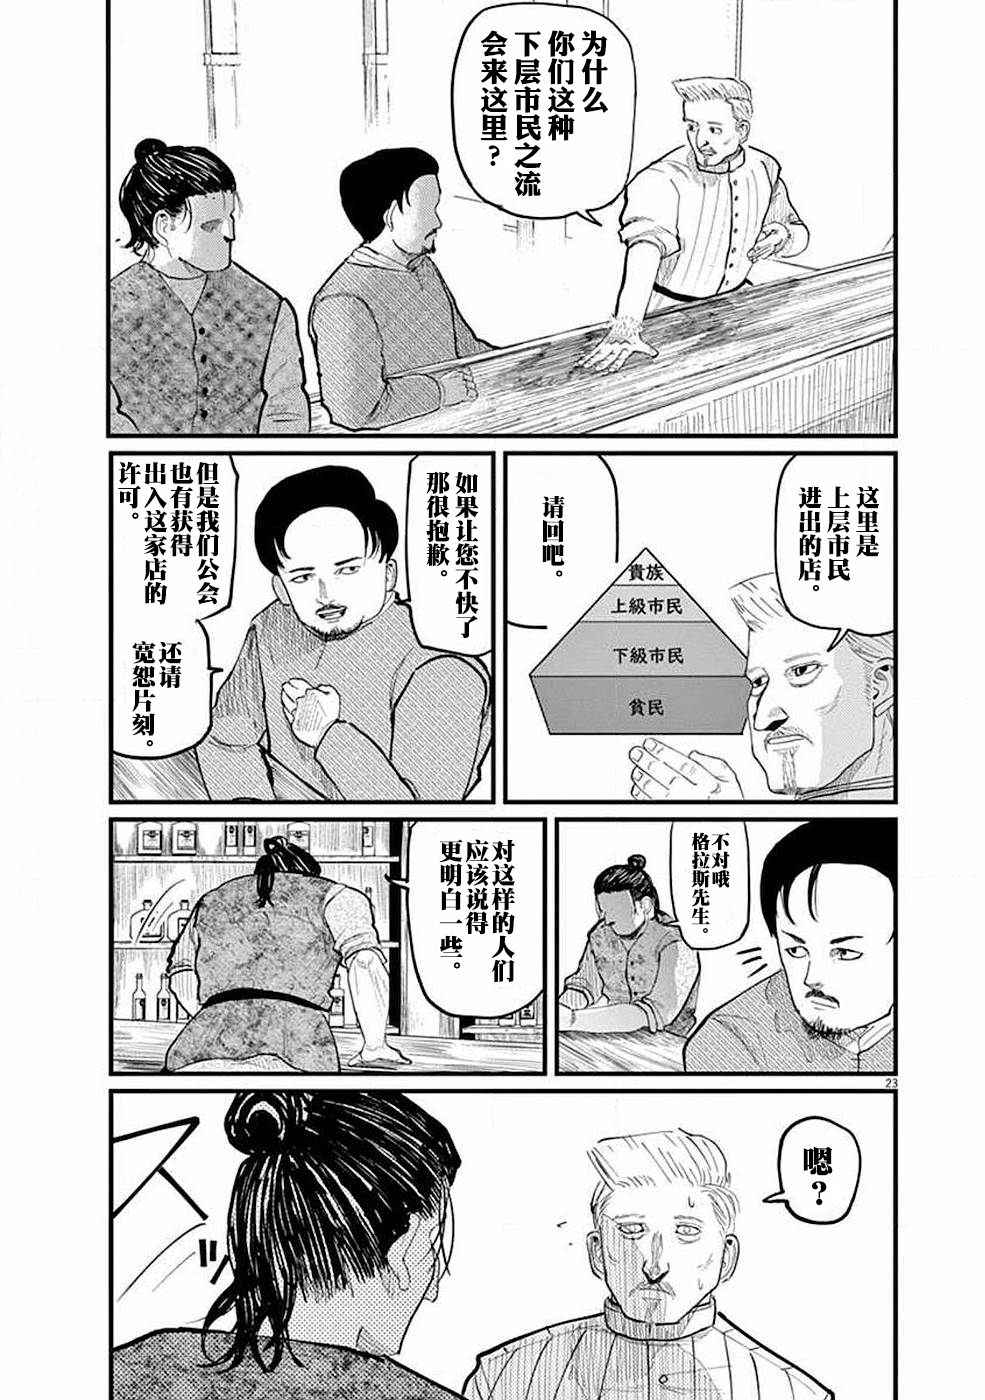 为什么
你们这种
下层市民之流
会来这里？
这里是
上层市民
进出的店。
请回吧。
貴族
上級市民
下級市民
貧民
如果让您不快了
那很抱歉。
但是我们公会
也有获得
出入这家店的
许可。
还请
宽恕片刻。
不对哦
格拉斯先生。
对这样的人们
应该说得
更明白一些。
23
嗯？